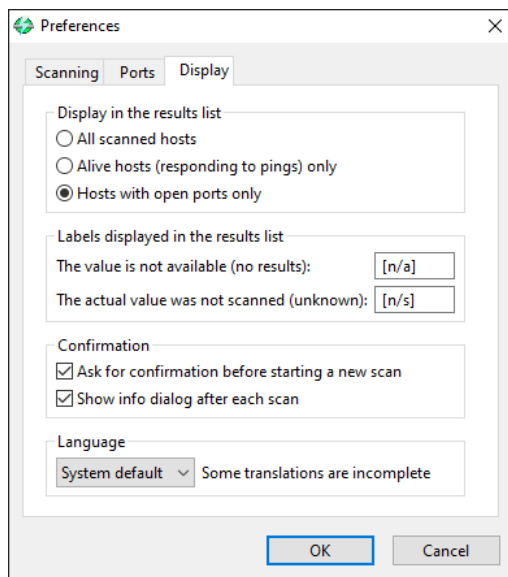 Preferences
Scanning Ports Display
Display in the results list
All scanned hosts
Alive hosts (responding to pings) only
Hosts with open ports only
Labels displayed in the results list
The value is not available (no results): [n/a]
The actual value was not scanned (unknown): [n/s]
Confirmation
Ask for confirmation before starting a new scan
Show info dialog after each scan
Language
System default Some translations are incomplete
OK Cancel